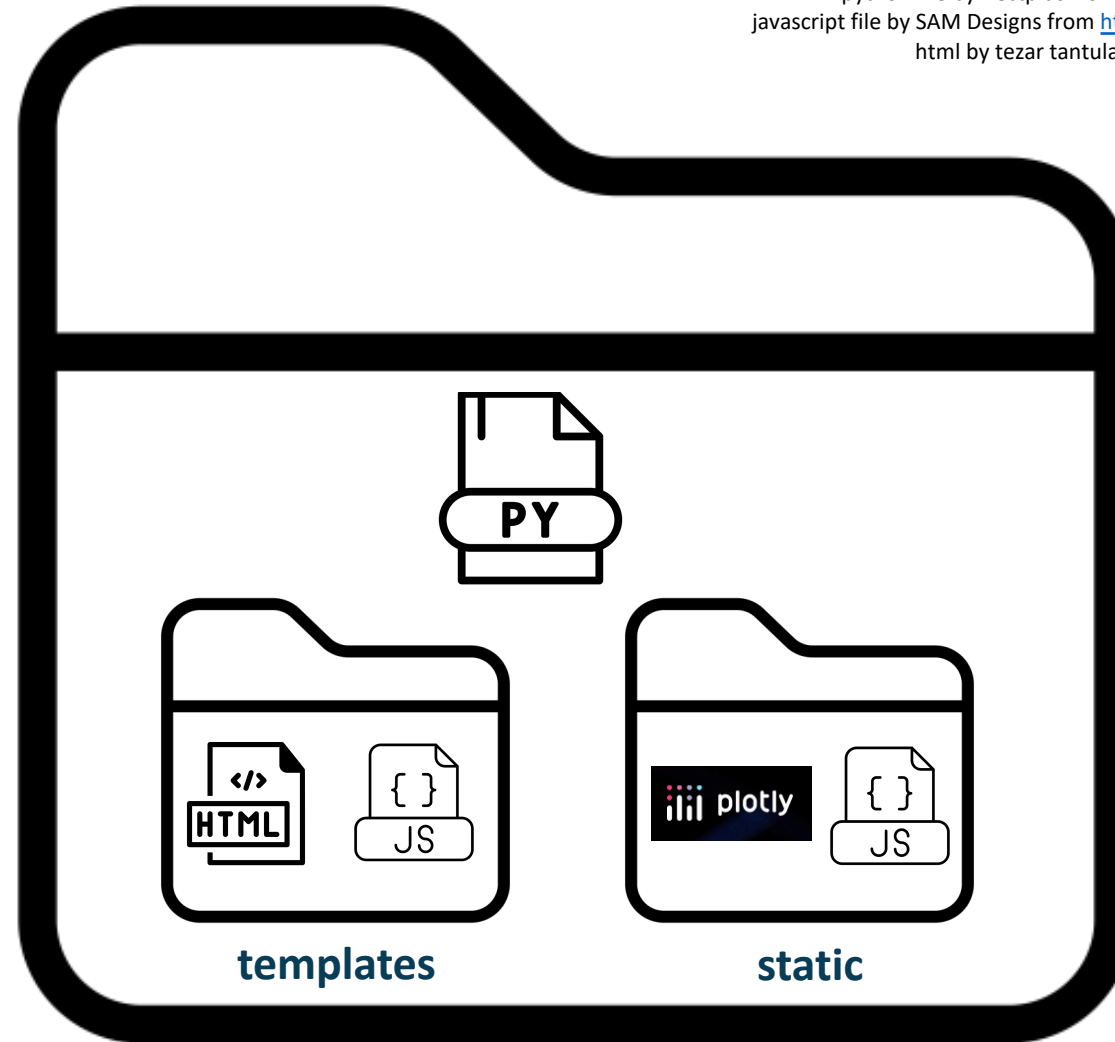 javascript file by SAM Designs from
html by tezar tantula
PY
</>
HTML
{ }
JS
plotly
{ }
JS
templates
static